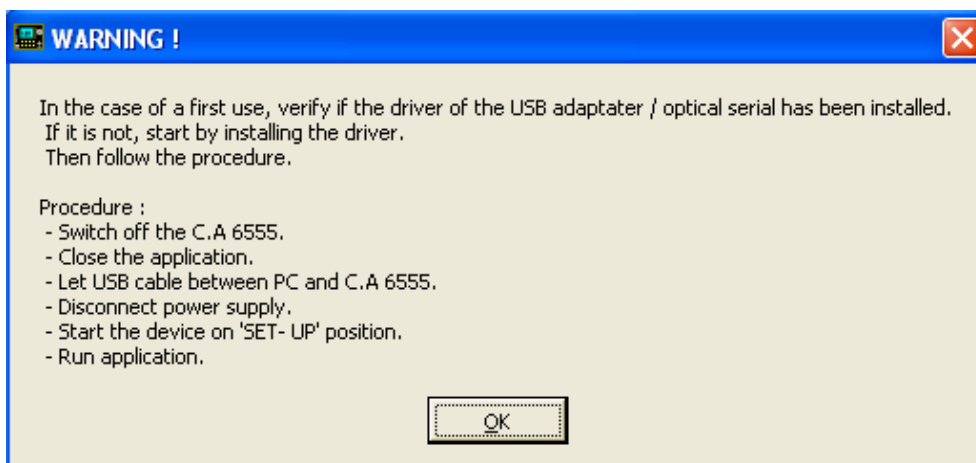 WARNING !
In the case of a first use, verify if the driver of the USB adaptater / optical serial has been installed.
If it is not, start by installing the driver.
Then follow the procedure.
Procedure :
- Switch off the C.A 6555.
- Close the application.
- Let USB cable between PC and C.A 6555.
- Disconnect power supply.
- Start the device on 'SET- UP' position.
- Run application.
OK